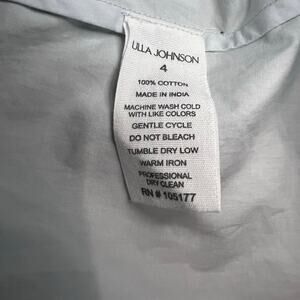 ULLA JOHNSON
4
100% COTTON
MADE IN INDIA
MACHINE WASH COLD
WITH LIKE COLORS
GENTLE CYCLE
DO NOT BLEACH
TUMBLE DRY LOW
WARM IRON
PROFESSIONAL
DRY CLEAN
RN # 105177